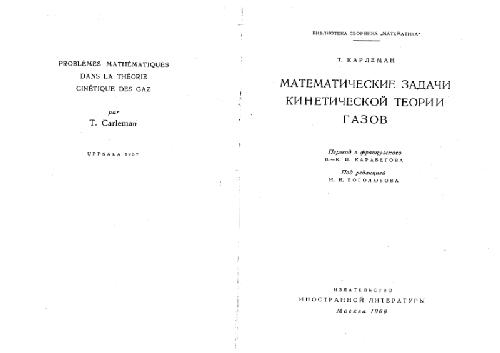 PROBLÈMES MATHÉMATIQUES
DANS LA THÉORIE
CINÉTIQUE DES GAZ
par
T. Carleman
UPPSALA 1957
БИБЛИОТЕКА СБОРНИКА „МАТЕМАТИКА“
Т. КАРЛЕМАН
МАТЕМАТИЧЕСКИЕ ЗАДАЧИ
КИНЕТИЧЕСКОЙ ТЕОРИИ
ГАЗОВ
Перевод с французского
КАРАВЕГОВА
Под редакцией
Н. Н. БОГОЛЮБОВА
ИЗДАТЕЛЬСТВО
ИНОСТРАННОЙ ЛИТЕРАТУРЫ
Москва 1960